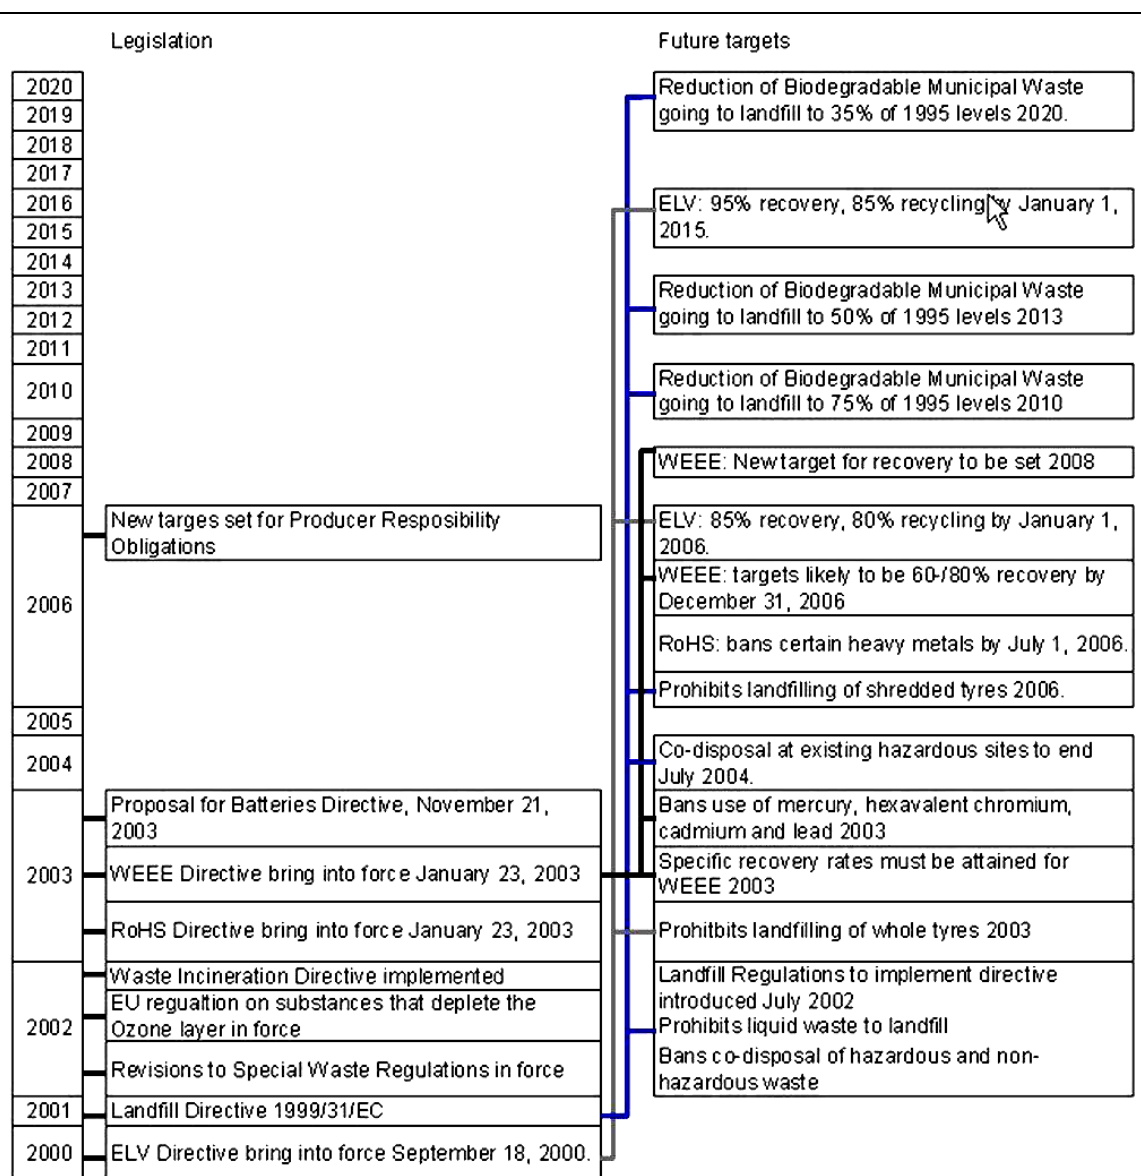 Legislation
Future targets
2020
2019
2018
2017
2016
2015
2014
2013
2012
2011
2010
2009
2008
2007
2006
2005
2004
2003
2002
2001
2000
New targes set for Producer Resposibility
Obligations
Proposal for Batteries Directive, November 21,
2003
WEEE Directive bring into force January 23, 2003
RoHS Directive bring into force January 23, 2003
Waste Incineration Directive implemented
EU regualtion on substances that deplete the
Ozone layer in force
Revisions to Special Waste Regulations in force
Landfill Directive 1999/31/EC
ELV Directive bring into force September 18, 2000.
Reduction of Biodegradable Municipal Waste
going to landfill to 35% of 1995 levels 2020.
ELV: 95% recovery, 85% recycling by January 1,
2015.
Reduction of Biodegradable Municipal Waste
going to landfill to 50% of 1995 levels 2013
Reduction of Biodegradable Municipal Waste
going to landfill to 75% of 1995 levels 2010
WEEE: New target for recovery to be set 2008
ELV: 85% recovery, 80% recycling by January 1,
2006.
WEEE: targets likely to be 60-/80% recovery by
December 31, 2006
RoHS: bans certain heavy metals by July 1, 2006.
Prohibits landfilling of shredded tyres 2006.
Co-disposal at existing hazardous sites to end
July 2004.
Bans use of mercury, hexavalent chromium,
cadmium and lead 2003
Specific recovery rates must be attained for
WEEE 2003
Prohitbits landfilling of whole tyres 2003
Landfill Regulations to implement directive
introduced July 2002
Prohibits liquid waste to landfill
Bans co-disposal of hazardous and non-
hazardous waste